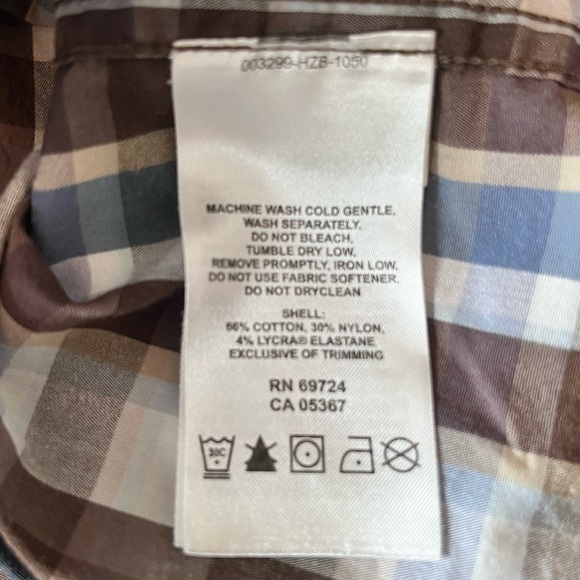 003299-HZB-1050
MACHINE WASH COLD GENTLE,
WASH SEPARATELY,
DO NOT BLEACH,
TUMBLE DRY LOW,
REMOVE PROMPTLY, IRON LOW,
DO NOT USE FABRIC SOFTENER,
DO NOT DRYCLEAN
SHELL:
66% COTTON, 30% NYLON,
4% LYCRA® ELASTANE
EXCLUSIVE OF TRIMMING
RN 69724
CA 05367
30C